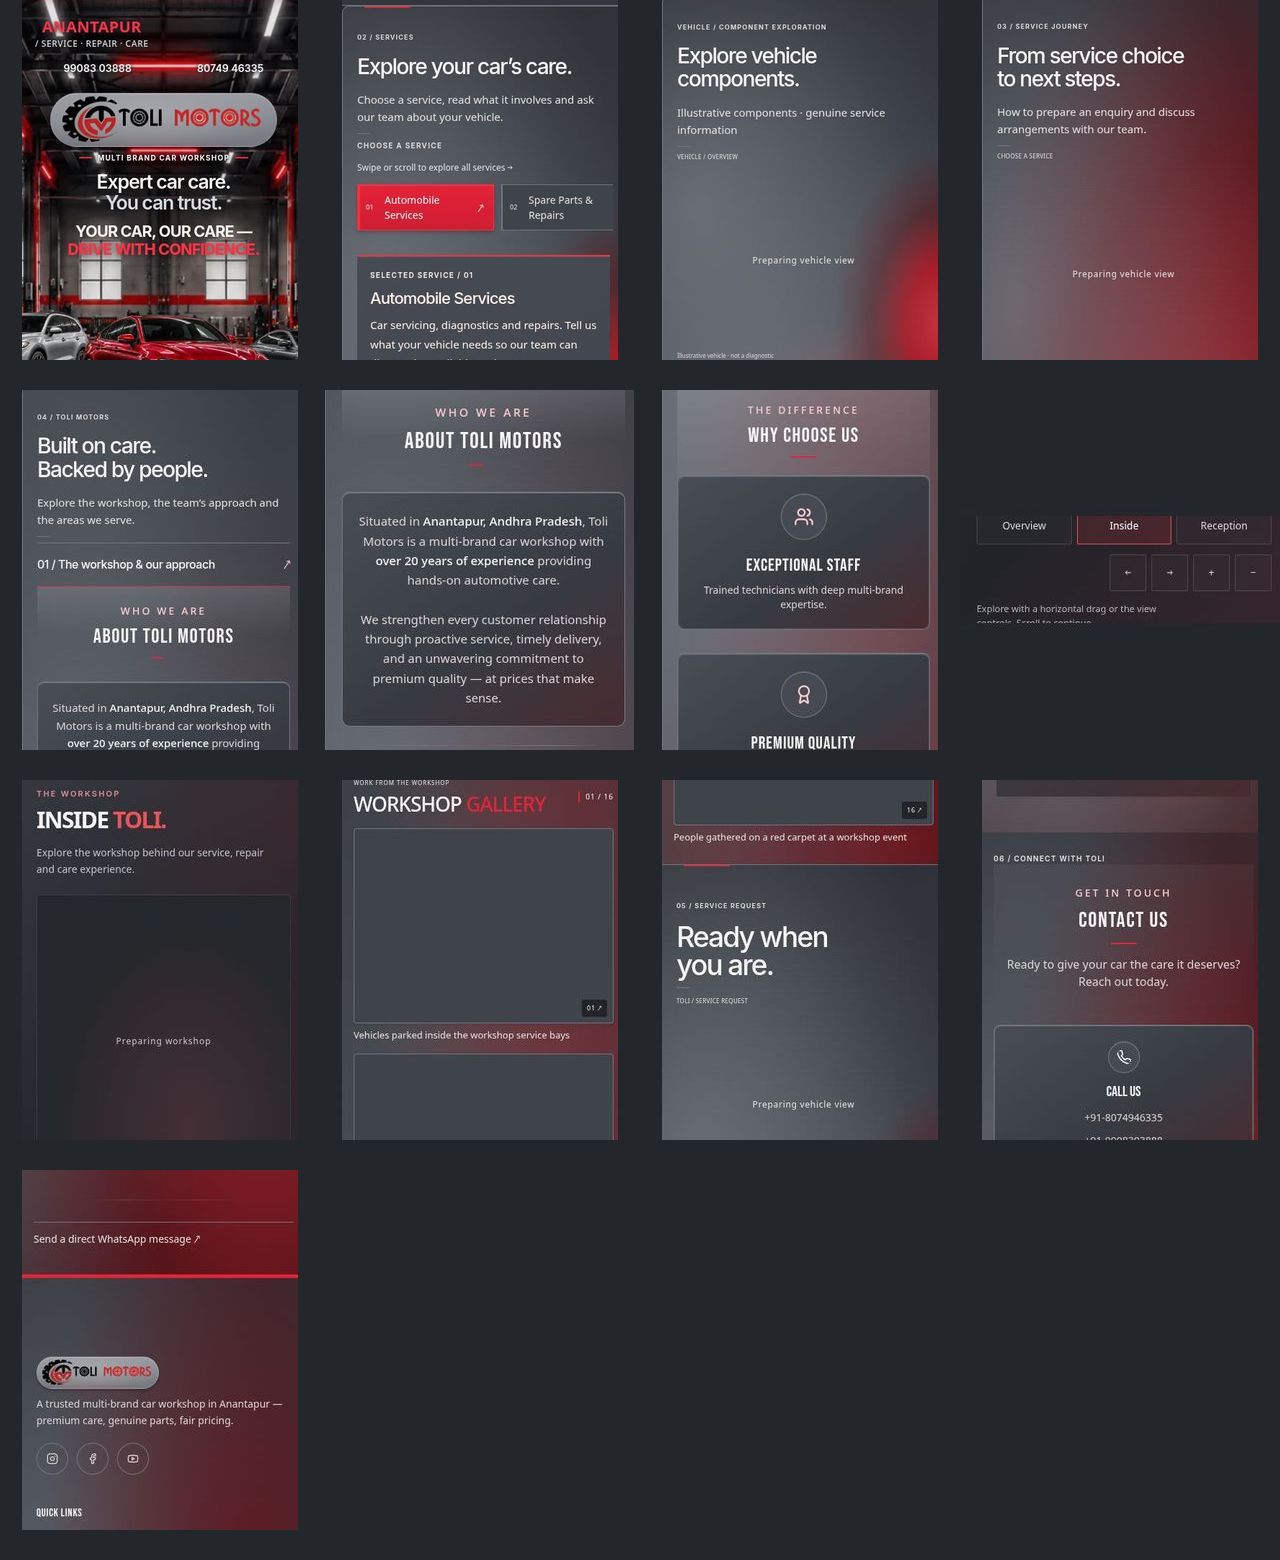 ANANTAPUR
/ SERVICE · REPAIR · CARE
99083 03888
80749 46335
TOLI MOTORS
MULTI BRAND CAR WORKSHOP
Expert car care.
You can trust.
YOUR CAR, OUR CARE —
DRIVE WITH CONFIDENCE.
02 / SERVICES
Explore your car’s care.
Choose a service, read what it involves and ask
our team about your vehicle.
CHOOSE A SERVICE
Swipe or scroll to explore all services →
01
Automobile
Services
↗
02
Spare Parts &
Repairs
SELECTED SERVICE / 01
Automobile Services
Car servicing, diagnostics and repairs. Tell us
what your vehicle needs so our team can
VEHICLE / COMPONENT EXPLORATION
Explore vehicle
components.
Illustrative components · genuine service
information
VEHICLE / OVERVIEW
Preparing vehicle view
Illustrative vehicle · not a diagnostic
03 / SERVICE JOURNEY
From service choice
to next steps.
How to prepare an enquiry and discuss
arrangements with our team.
CHOOSE A SERVICE
Preparing vehicle view
04 / TOLI MOTORS
Built on care.
Backed by people.
Explore the workshop, the team’s approach and
the areas we serve.
01 / The workshop & our approach ↗
WHO WE ARE
ABOUT TOLI MOTORS
Situated in Anantapur, Andhra Pradesh, Toli
Motors is a multi-brand car workshop with
over 20 years of experience providing
WHO WE ARE
ABOUT TOLI MOTORS
Situated in Anantapur, Andhra Pradesh, Toli
Motors is a multi-brand car workshop with
over 20 years of experience providing
hands-on automotive care.
We strengthen every customer relationship
through proactive service, timely delivery,
and an unwavering commitment to
premium quality — at prices that make
sense.
THE DIFFERENCE
WHY CHOOSE US
EXCEPTIONAL STAFF
Trained technicians with deep multi-brand
expertise.
PREMIUM QUALITY
Overview
Inside
Reception
← → + −
Explore with a horizontal drag or the view
controls. Scroll to continue.
THE WORKSHOP
INSIDE TOLI.
Explore the workshop behind our service, repair
and care experience.
Preparing workshop
WORK FROM THE WORKSHOP
WORKSHOP GALLERY
01 / 16
01 ↗
Vehicles parked inside the workshop service bays
16 ↗
People gathered on a red carpet at a workshop event
05 / SERVICE REQUEST
Ready when
you are.
TOLI / SERVICE REQUEST
Preparing vehicle view
06 / CONNECT WITH TOLI
GET IN TOUCH
CONTACT US
Ready to give your car the care it deserves?
Reach out today.
CALL US
+91-8074946335
Send a direct WhatsApp message ↗
TOLI MOTORS
A trusted multi-brand car workshop in Anantapur —
premium care, genuine parts, fair pricing.
QUICK LINKS